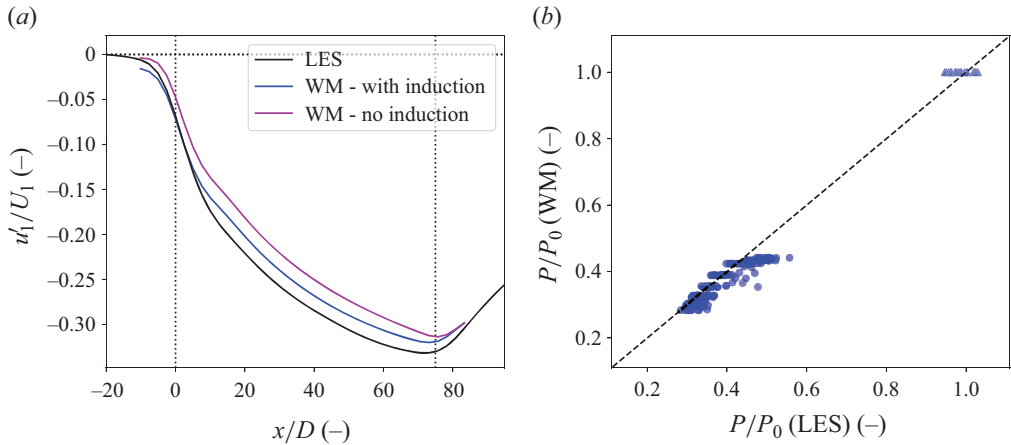 (a)
0
−0.05
−0.10
−0.15
−0.20
−0.25
−0.30
u′1/U1 (–)
LES
WM - with induction
WM - no induction
−20 0 20 40 60 80
x/D (–)
(b)
1.0
0.8
0.6
0.4
0.2
P/P0 (WM) (–)
0.2 0.4 0.6 0.8 1.0
P/P0 (LES) (–)